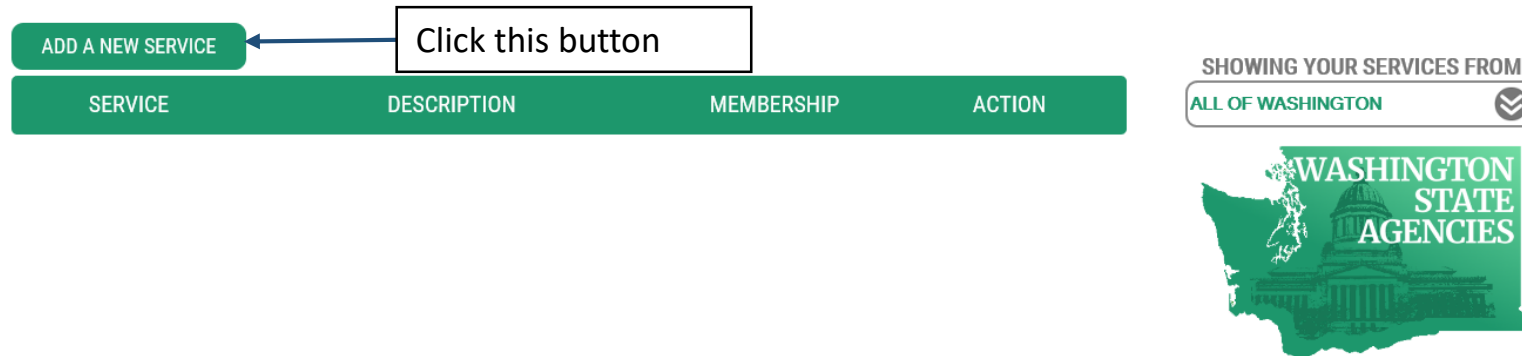 ADD A NEW SERVICE
Click this button
SERVICE DESCRIPTION MEMBERSHIP ACTION
SHOWING YOUR SERVICES FROM
ALL OF WASHINGTON
WASHINGTON
STATE
AGENCIES